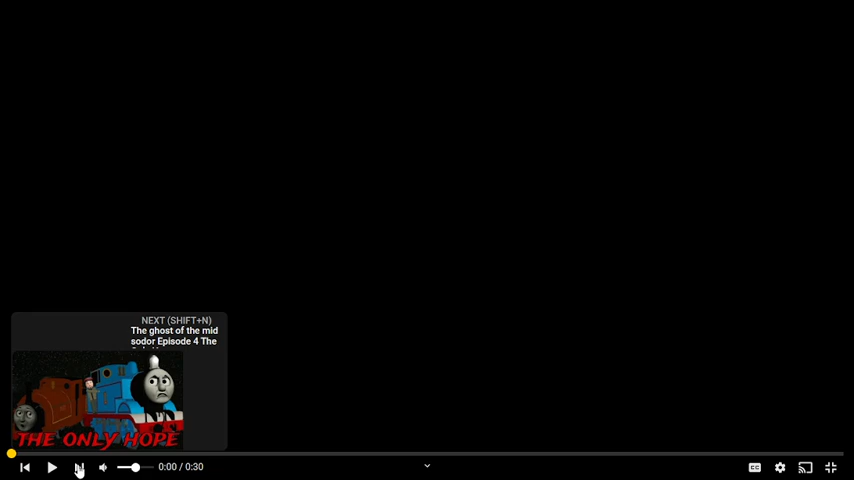 NEXT (SHIFT+N)
The ghost of the mid
sodor Episode 4 The
THE ONLY HOPE
0:00 / 0:30